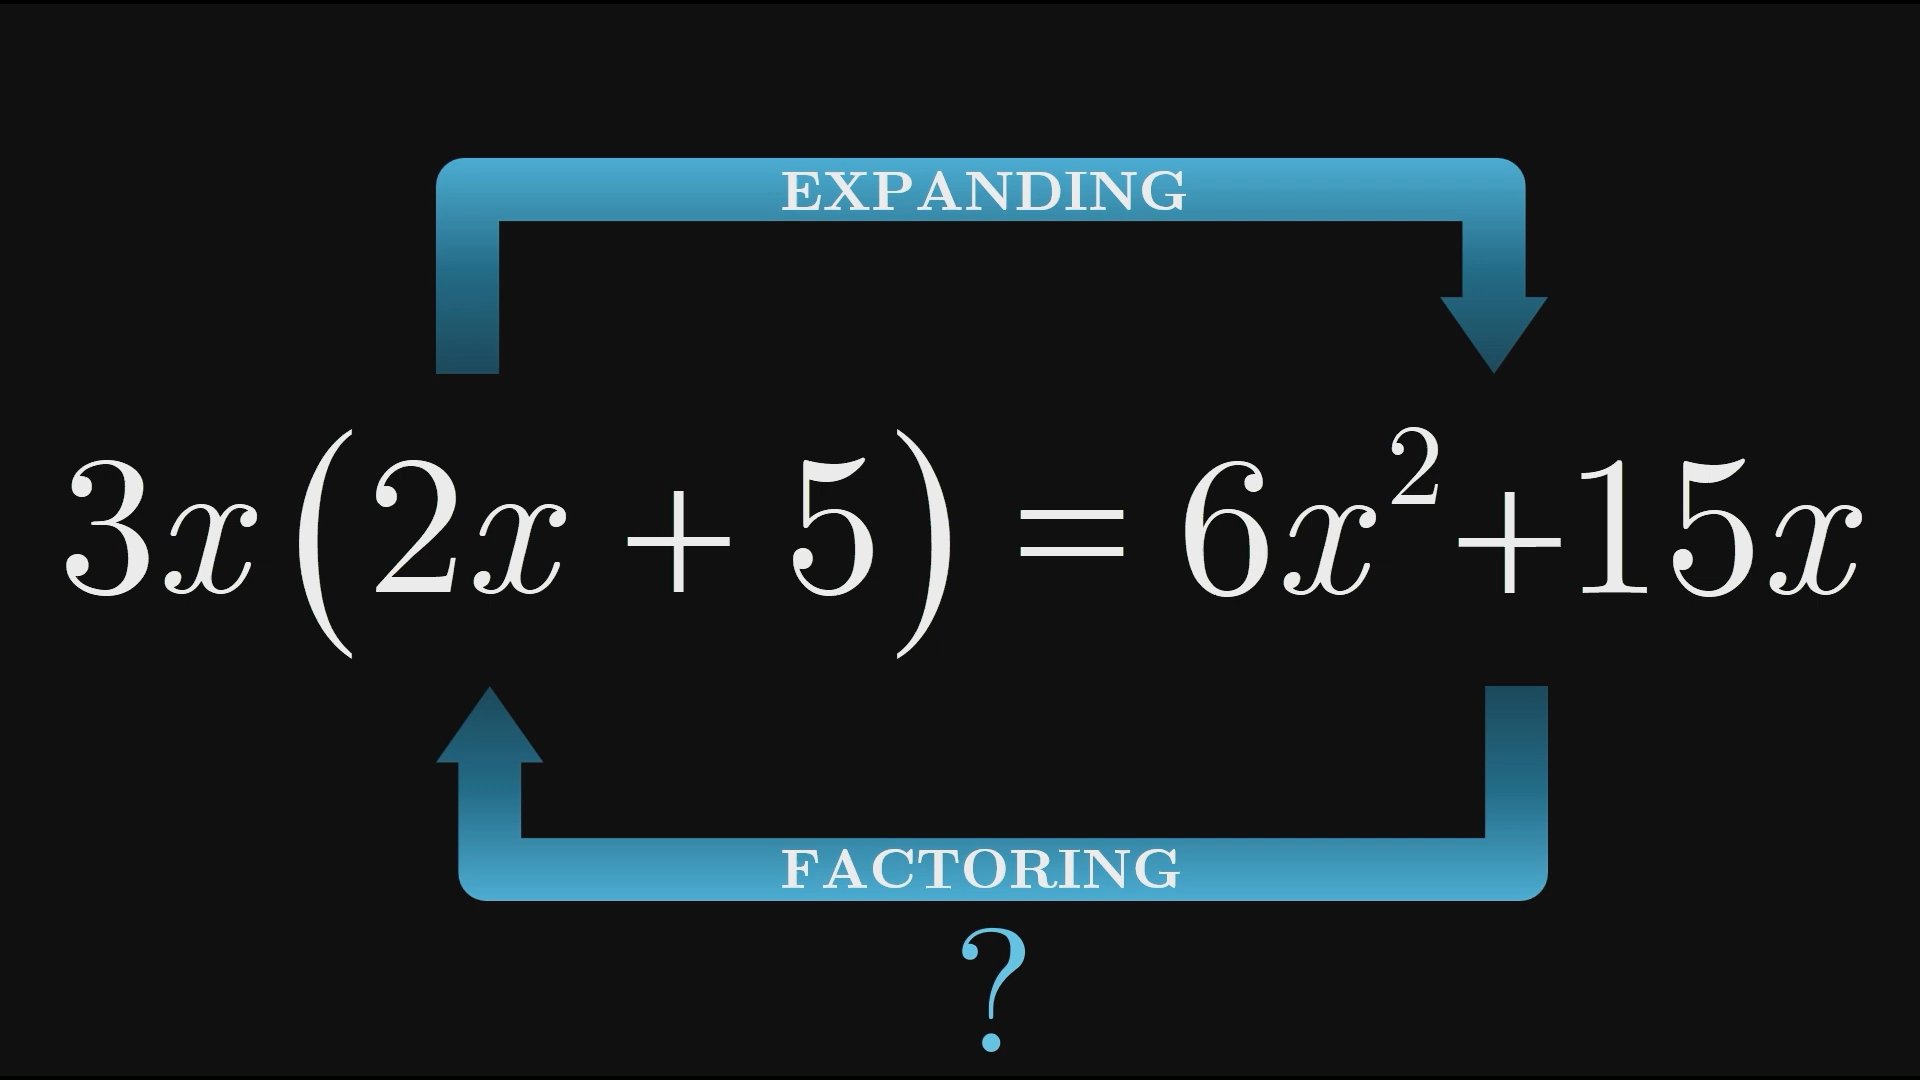 EXPANDING
3x(2x + 5) = 6x²+15x
FACTORING
?